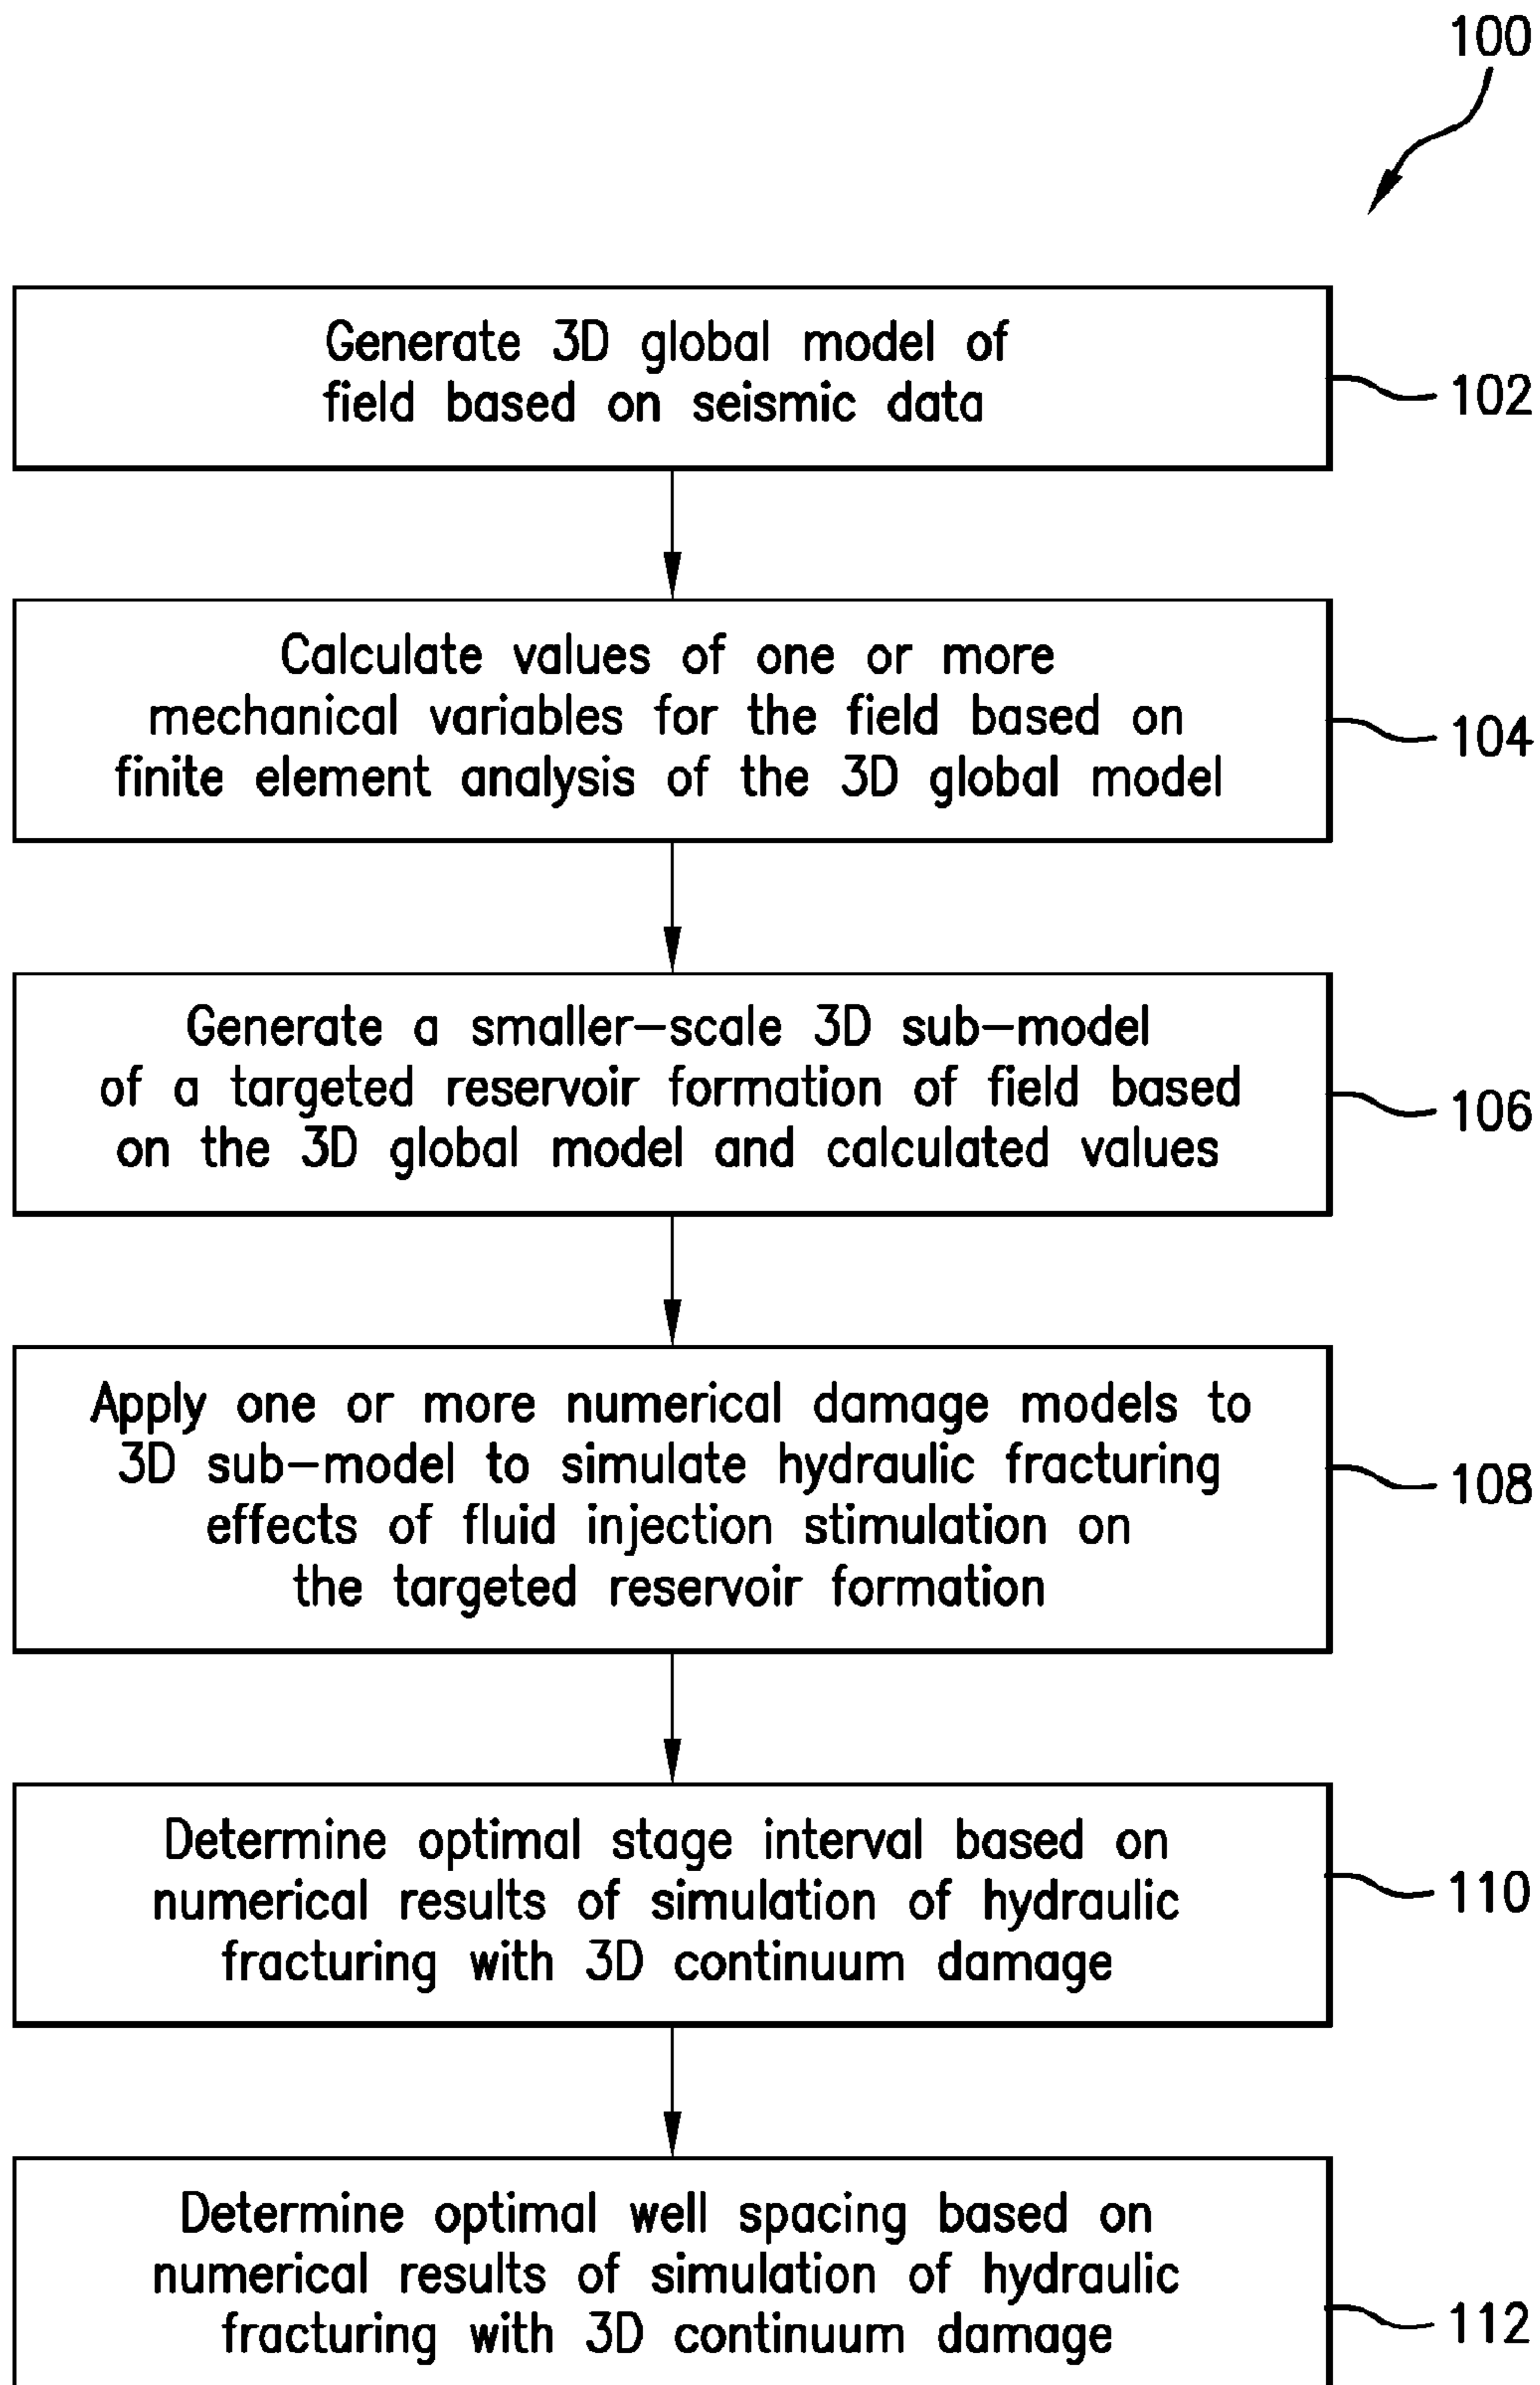 100
Generate 3D global model of
field based on seismic data
102
Calculate values of one or more
mechanical variables for the field based on
finite element analysis of the 3D global model
104
Generate a smaller-scale 3D sub-model
of a targeted reservoir formation of field based
on the 3D global model and calculated values
106
Apply one or more numerical damage models to
3D sub-model to simulate hydraulic fracturing
effects of fluid injection stimulation on
the targeted reservoir formation
108
Determine optimal stage interval based on
numerical results of simulation of hydraulic
fracturing with 3D continuum damage
110
Determine optimal well spacing based on
numerical results of simulation of hydraulic
fracturing with 3D continuum damage
112